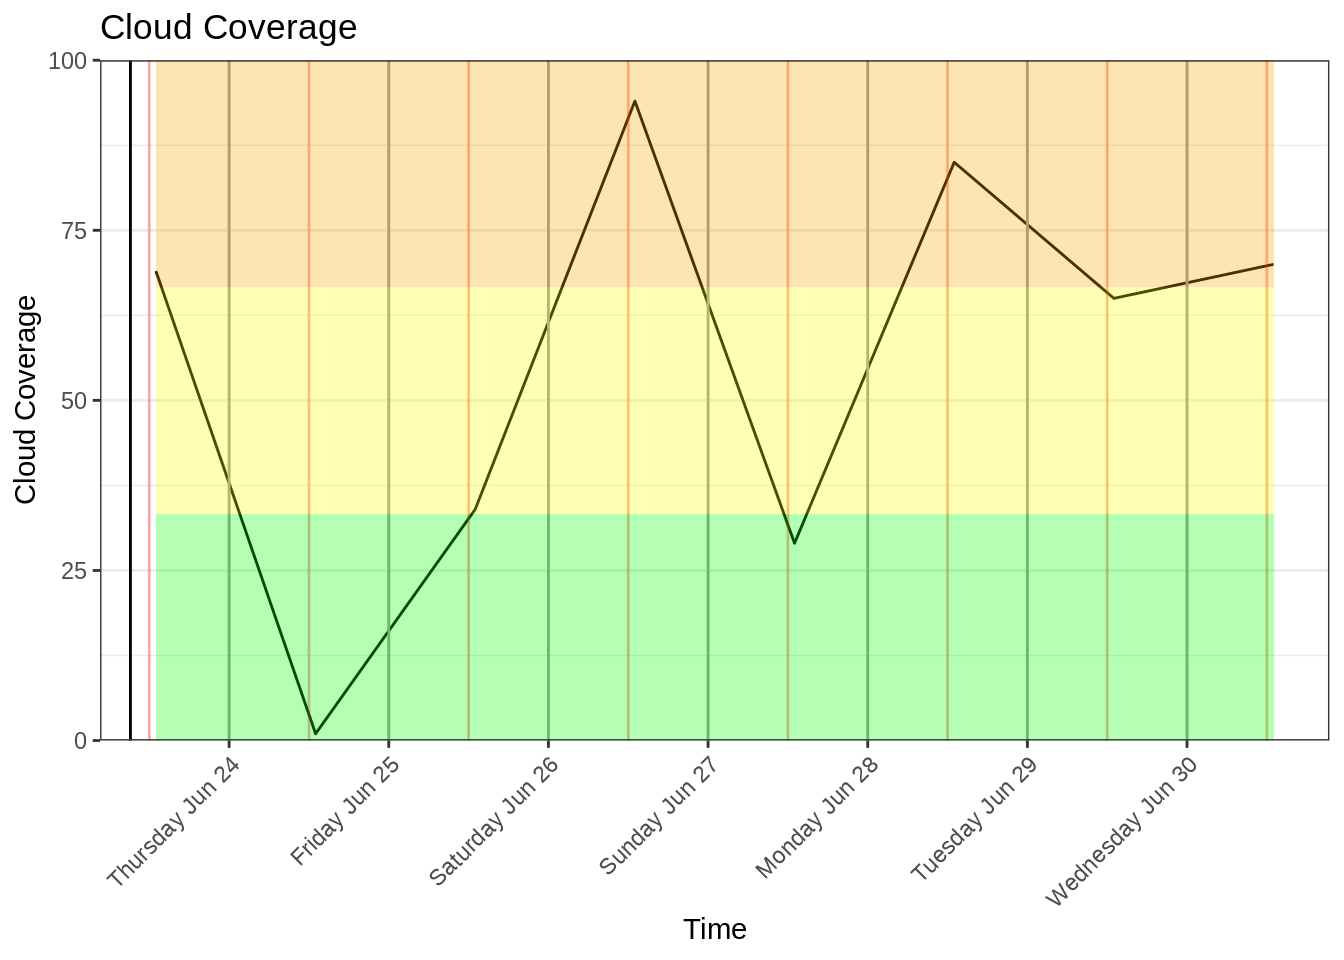 Cloud Coverage
100
75
50
25
0
Cloud Coverage
Thursday Jun 24
Friday Jun 25
Saturday Jun 26
Sunday Jun 27
Monday Jun 28
Tuesday Jun 29
Wednesday Jun 30
Time